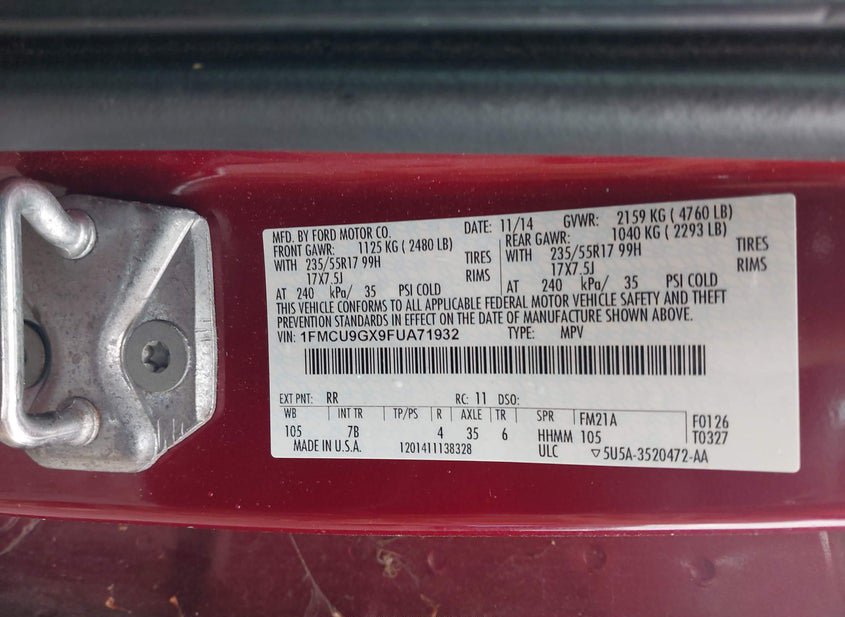 MFD. BY FORD MOTOR CO. DATE: 11/14 GVWR: 2159 KG ( 4760 LB)
FRONT GAWR: 1125 KG ( 2480 LB) REAR GAWR: 1040 KG ( 2293 LB)
WITH 235/55R17 99H TIRES WITH 235/55R17 99H TIRES
17X7.5J RIMS 17X7.5J RIMS
AT 240 kPa/ 35 PSI COLD AT 240 kPa/ 35 PSI COLD
THIS VEHICLE CONFORMS TO ALL APPLICABLE FEDERAL MOTOR VEHICLE SAFETY AND THEFT
PREVENTION STANDARDS IN EFFECT ON THE DATE OF MANUFACTURE SHOWN ABOVE.
VIN: 1FMCU9GX9FUA71932 TYPE: MPV
EXT PNT: RR RC: 11 DSO:
WB INT TR TP/PS R AXLE TR SPR FM21A F0126
105 7B 4 35 6 HHMM 105 T0327
MADE IN U.S.A. 1201411138328 ULC ▽5U5A-3520472-AA